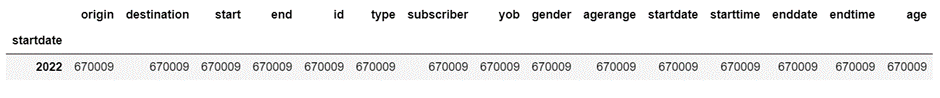 origin destination start end id type subscriber yob gender agerange startdate starttime enddate endtime age
startdate
2022 670009 670009 670009 670009 670009 670009 670009 670009 670009 670009 670009 670009 670009 670009 670009